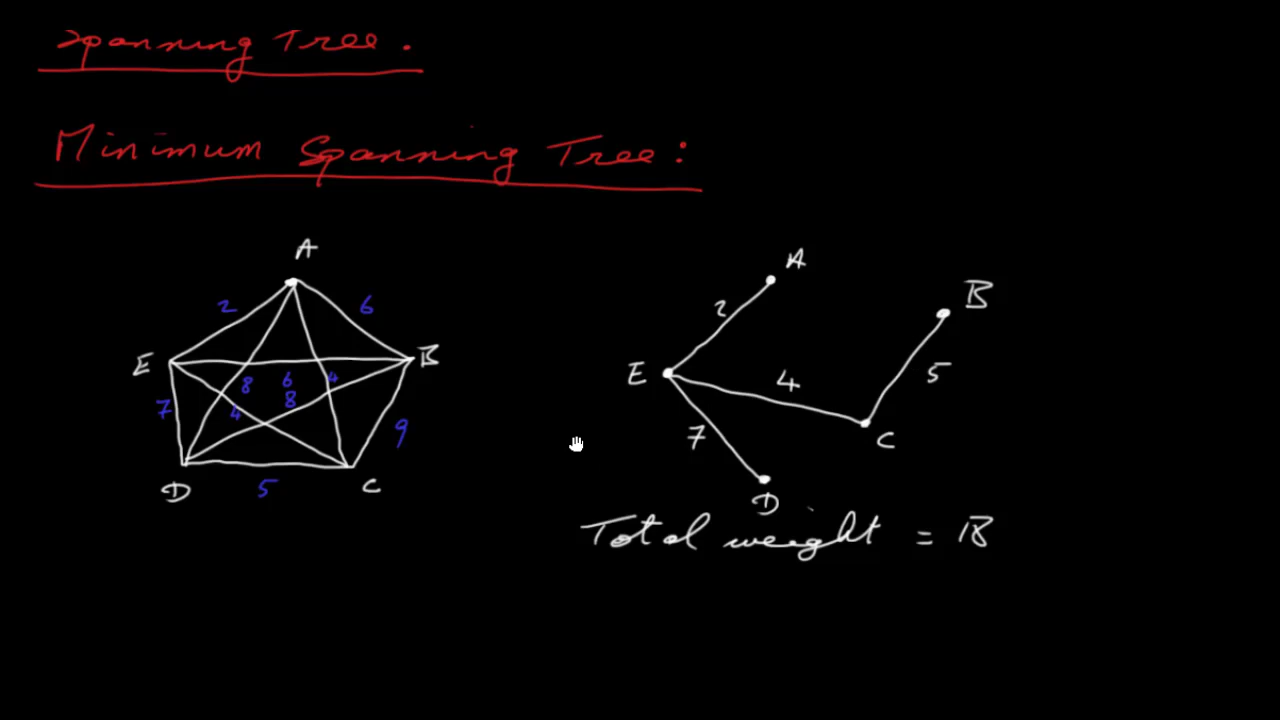 Spanning Tree.
Minimum Spanning Tree:
A
2 6
E B
8 6 4
7 4 8
9
D 5 C
A
B
2
E 4 5
7 C
D
Total weight = 18